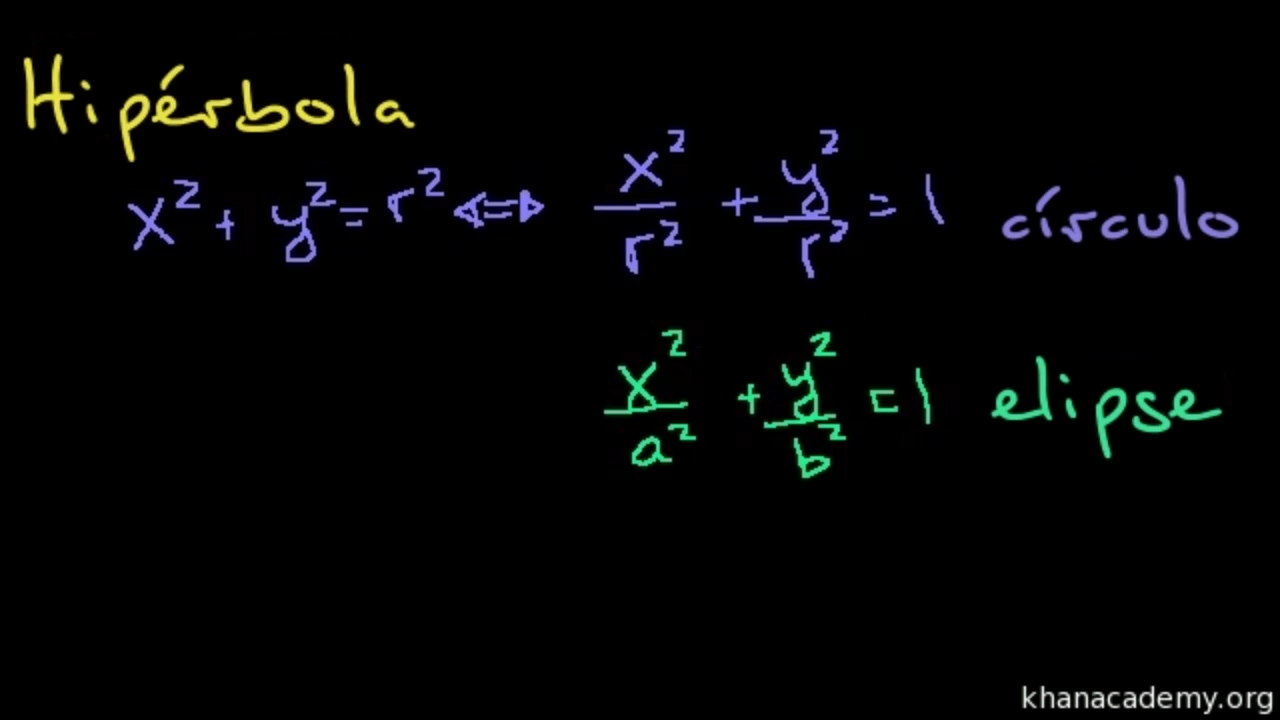 Hipérbola
x² + y² = r² ⇔ x²/r² + y²/r² = 1 círculo
x²/a² + y²/b² = 1 elipse
khanacademy.org